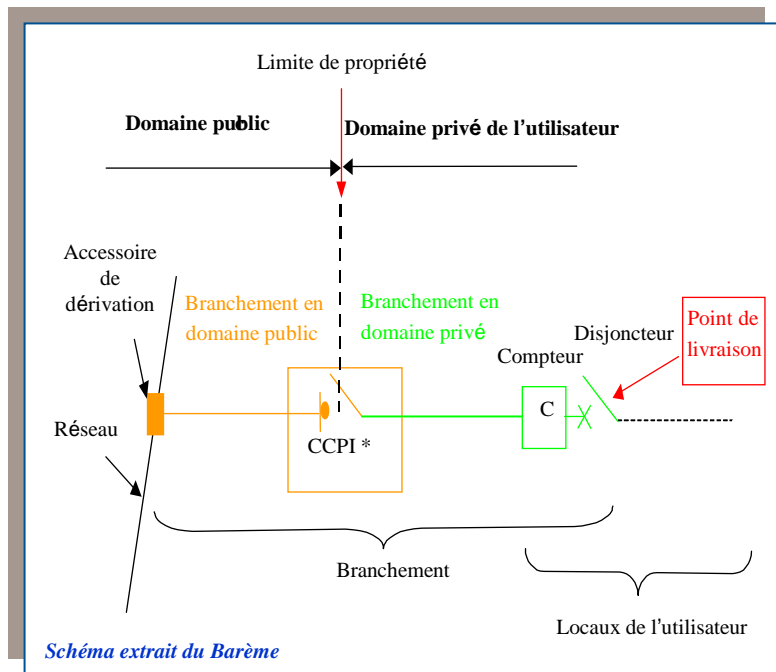 Limite de propriété
Domaine public
Domaine privé de l'utilisateur
Accessoire
de
dérivation
Branchement en
domaine public
Branchement en
domaine privé
Disjoncteur
Point de
livraison
Compteur
C
Réseau
CCPI *
Branchement
Locaux de l'utilisateur
Schéma extrait du Barème